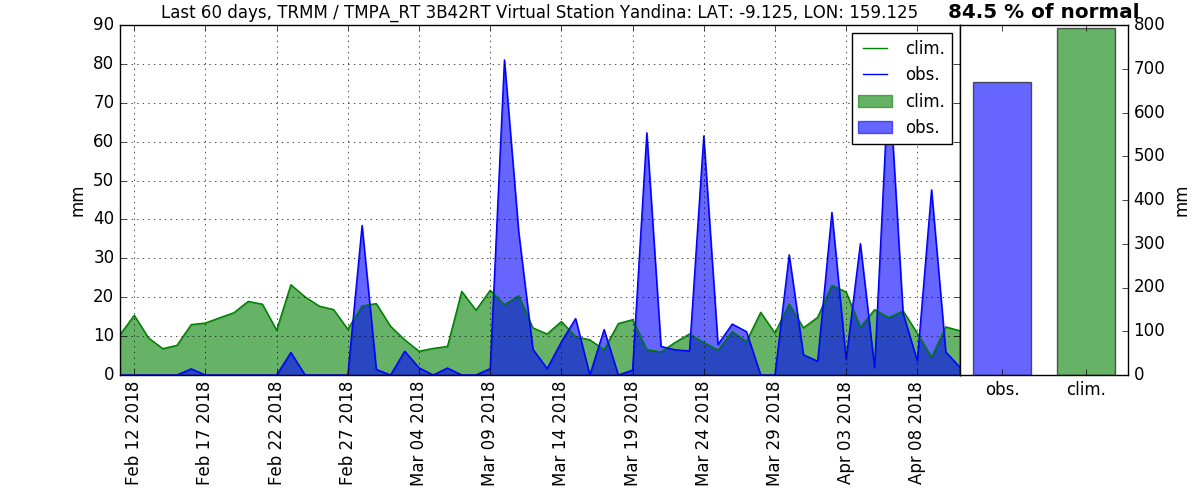 Last 60 days, TRMM / TMPA_RT 3B42RT Virtual Station Yandina: LAT: -9.125, LON: 159.125
84.5 % of normal
90
80
70
60
50
40
30
20
10
0
mm
clim.
obs.
clim.
obs.
Feb 12 2018
Feb 17 2018
Feb 22 2018
Feb 27 2018
Mar 04 2018
Mar 09 2018
Mar 14 2018
Mar 19 2018
Mar 24 2018
Mar 29 2018
Apr 03 2018
Apr 08 2018
800
700
600
500
400
300
200
100
0
mm
obs.
clim.